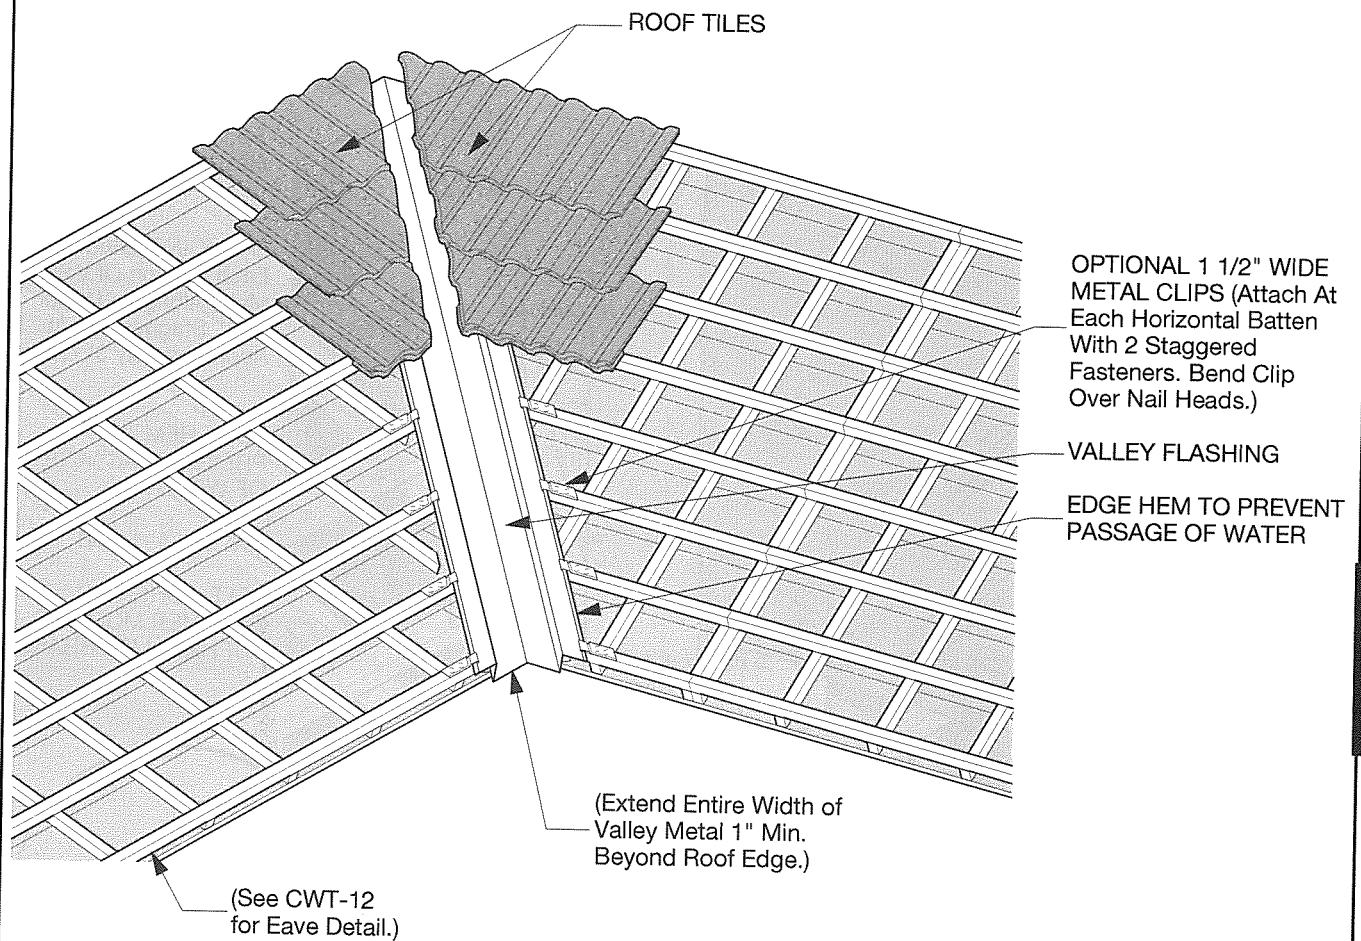 ROOF TILES
OPTIONAL 1 1/2" WIDE
METAL CLIPS (Attach At
Each Horizontal Batten
With 2 Staggered
Fasteners. Bend Clip
Over Nail Heads.)
VALLEY FLASHING
EDGE HEM TO PREVENT
PASSAGE OF WATER
(Extend Entire Width of
Valley Metal 1" Min.
Beyond Roof Edge.)
(See CWT-12
for Eave Detail.)